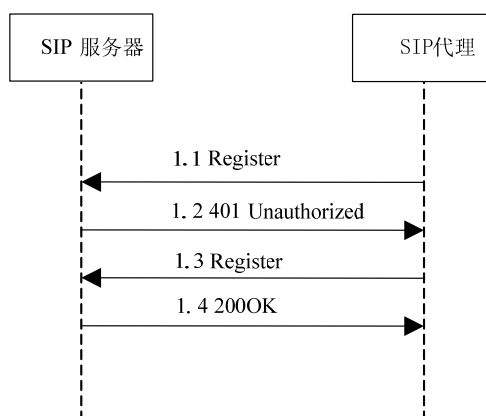 SIP 服务器
SIP代理
1.1 Register
1.2 401 Unauthorized
1.3 Register
1.4 200OK